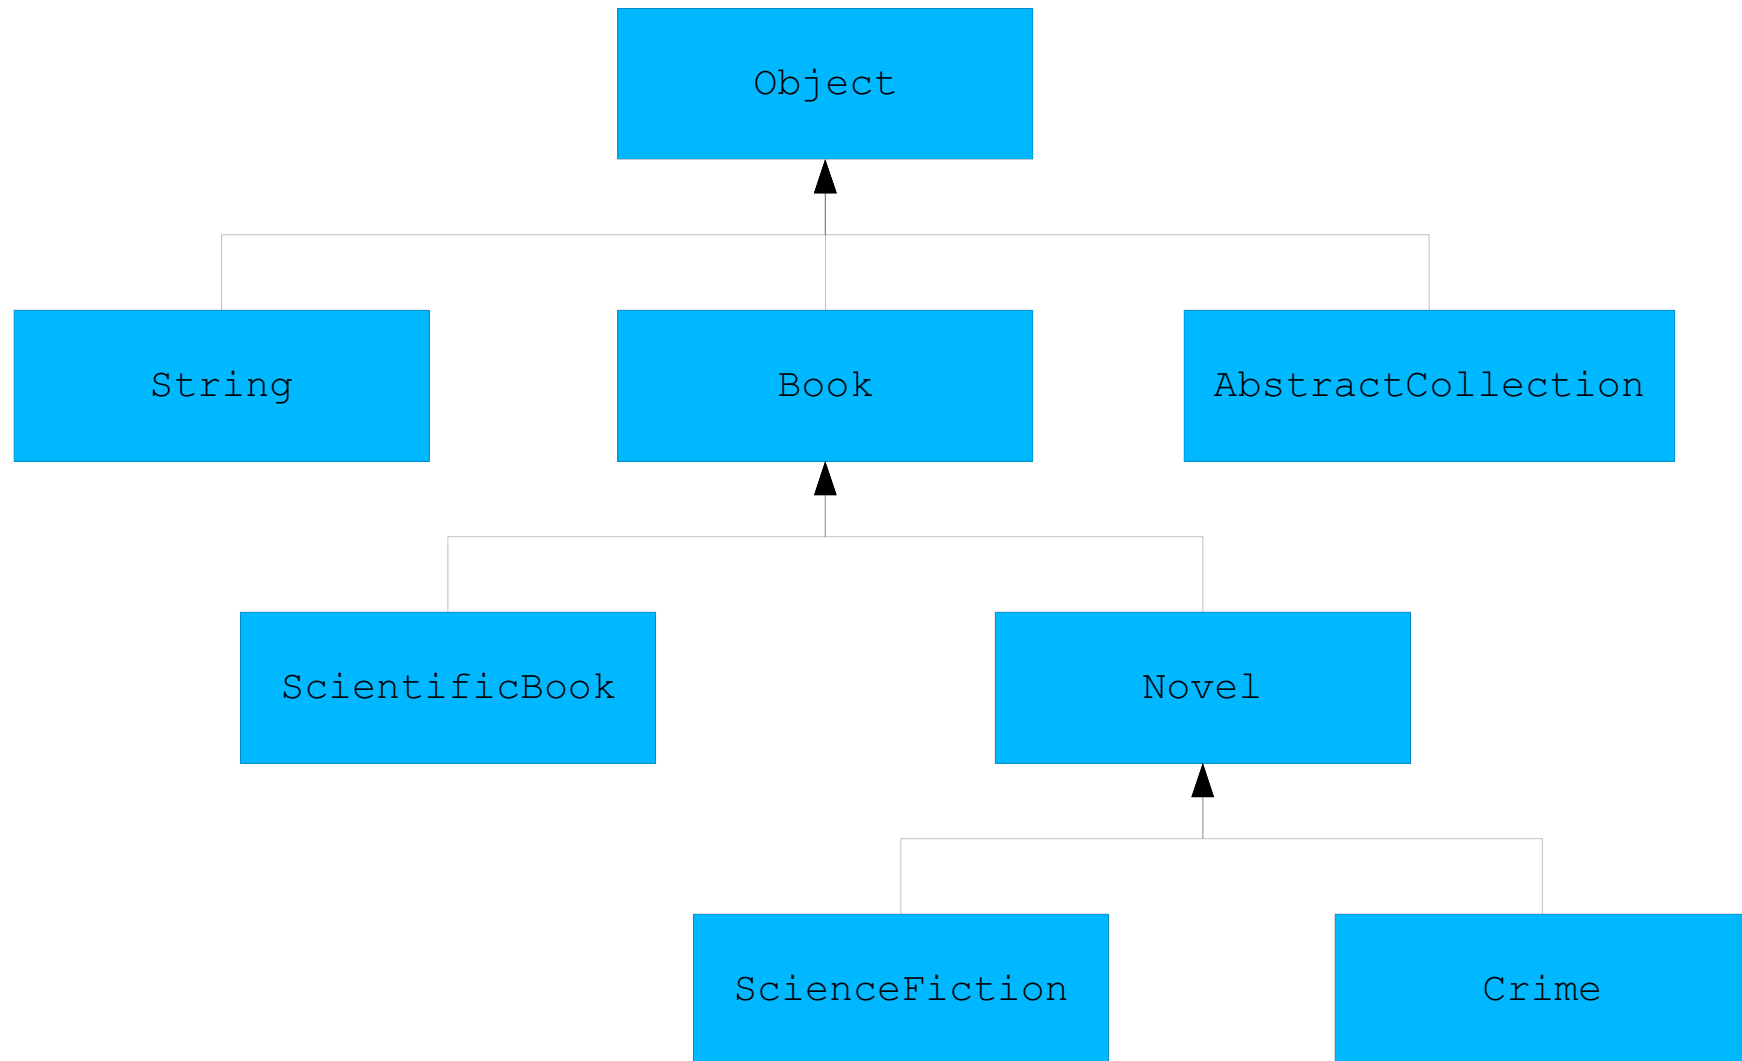 Object
String
Book
AbstractCollection
ScientificBook
Novel
ScienceFiction
Crime